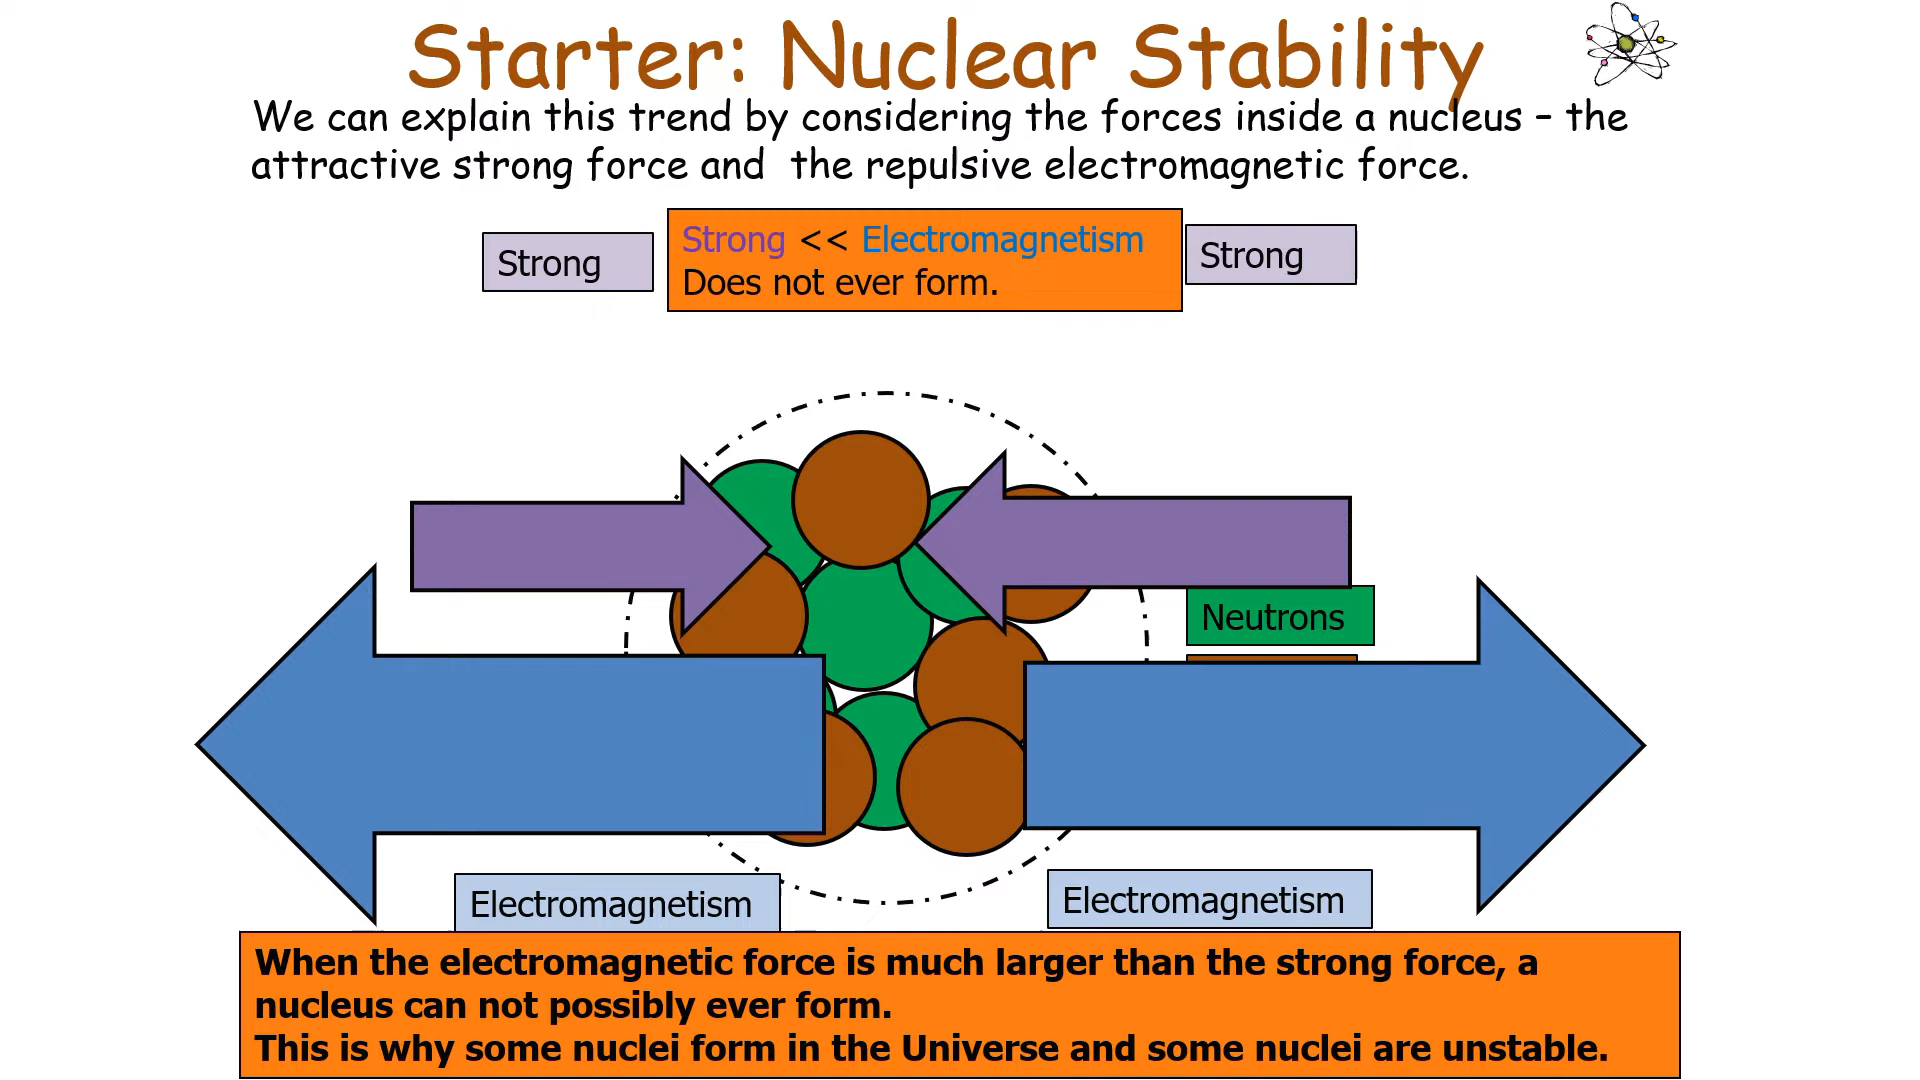 Starter: Nuclear Stability
We can explain this trend by considering the forces inside a nucleus – the
attractive strong force and the repulsive electromagnetic force.
Strong
Strong << Electromagnetism
Does not ever form.
Strong
Neutrons
Electromagnetism
Electromagnetism
When the electromagnetic force is much larger than the strong force, a
nucleus can not possibly ever form.
This is why some nuclei form in the Universe and some nuclei are unstable.